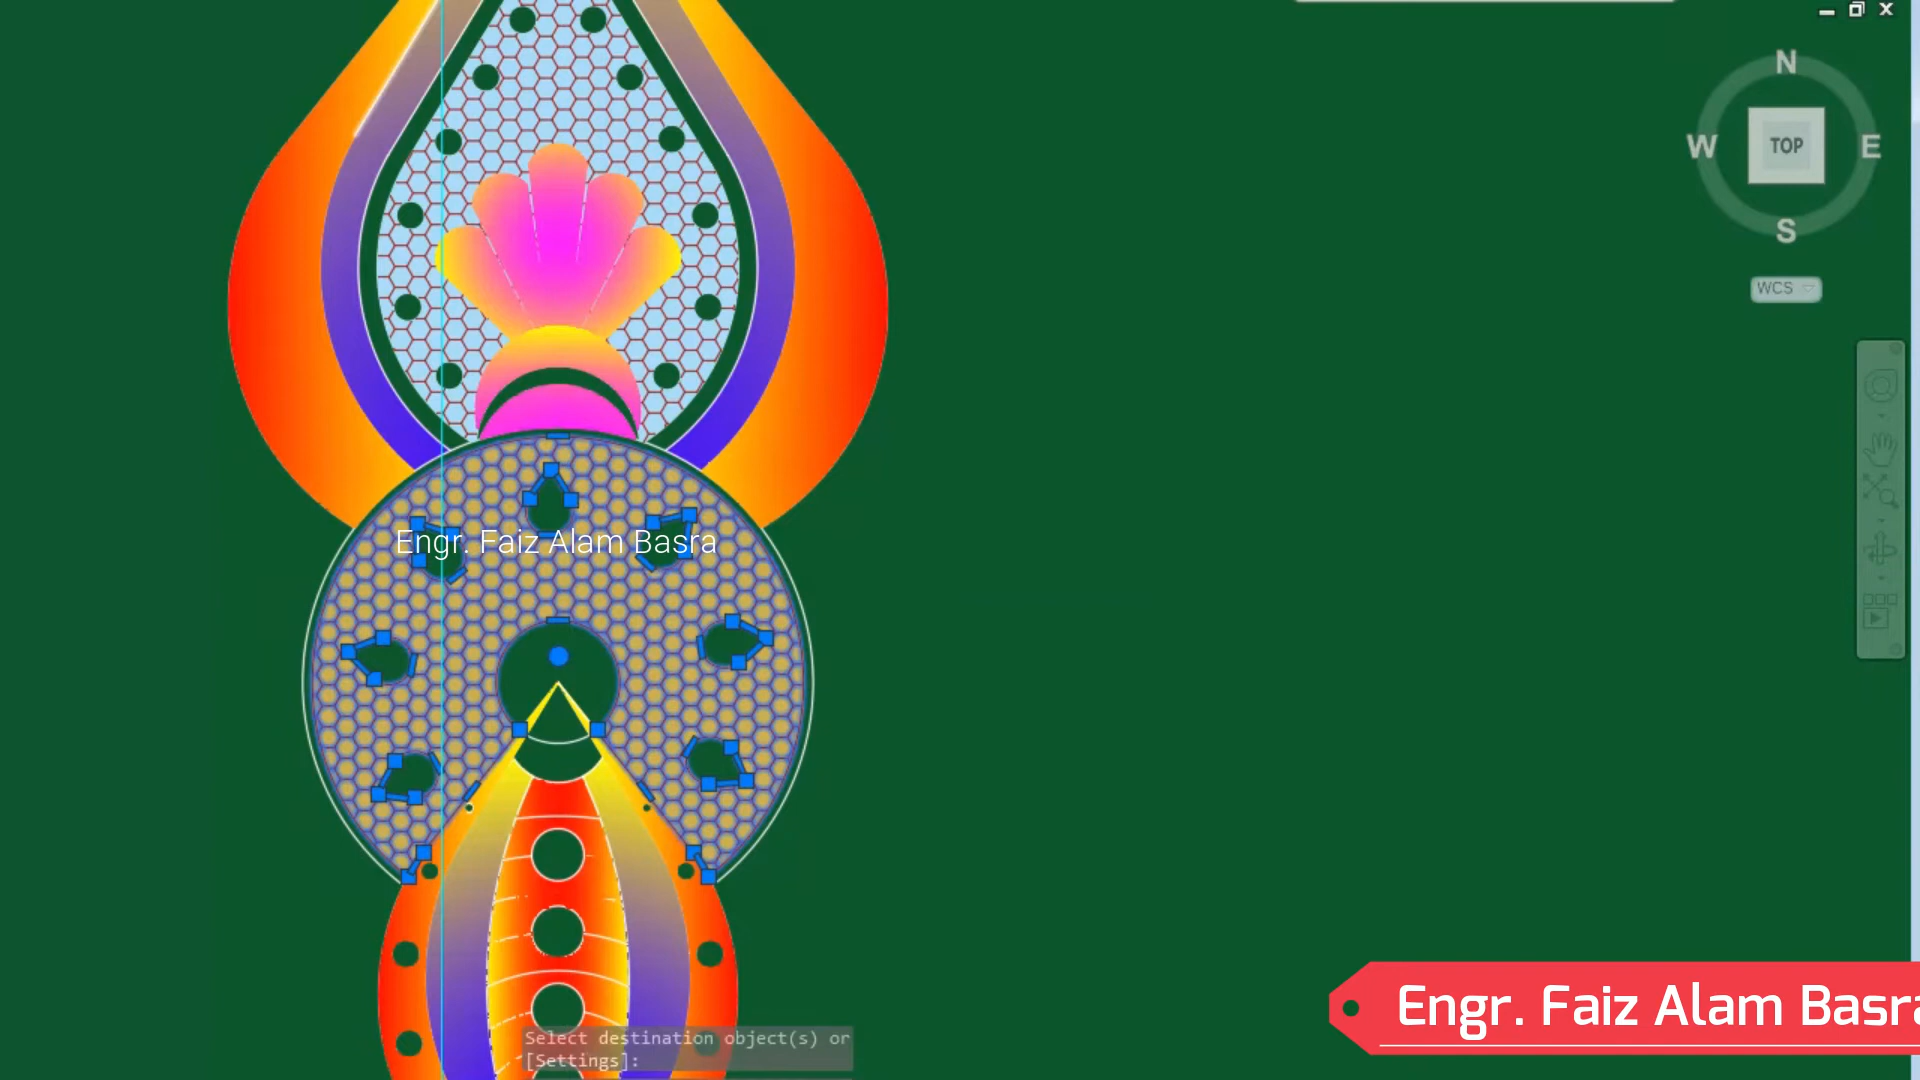 N
W TOP E
S
WCS
Engr. Faiz Alam Basra
Select destination object(s) or
[Settings]:
Engr. Faiz Alam Basra